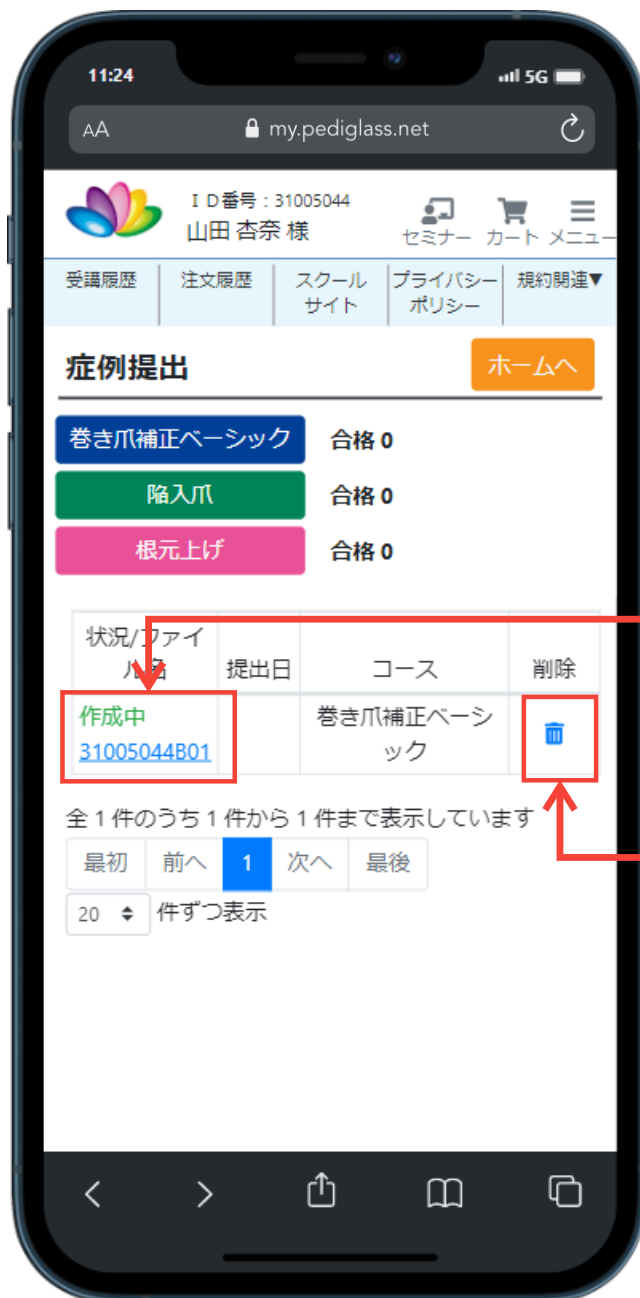 11:24
5G
AA
my.pediglass.net
ID番号：31005044
山田 杏奈 様
セミナー カート メニュー
受講履歴 注文履歴 スクールサイト プライバシーポリシー 規約関連▼
症例提出
ホームへ
巻き爪補正ベーシック 合格 0
陥入爪 合格 0
根元上げ 合格 0
状況/ファイル名 提出日 コース 削除
作成中
31005044B01
巻き爪補正ベーシック
全 1 件のうち 1 件から 1 件まで表示しています
最初 前へ 1 次へ 最後
20 件ずつ表示